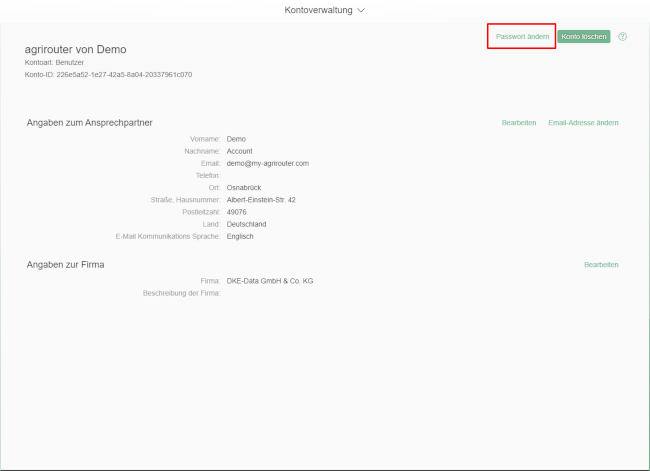 Kontoverwaltung
Passwort ändern Konto löschen ?
agrirouter von Demo
Kontoart: Benutzer
Konto-ID: 226e5a52-1e27-42a5-8a04-20337961c070
Angaben zum Ansprechpartner Bearbeiten Email-Adresse ändern
Vorname: Demo
Nachname: Account
Email: demo@my-agrirouter.com
Telefon:
Ort: Osnabrück
Straße, Hausnummer: Albert-Einstein-Str. 42
Postleitzahl: 49076
Land: Deutschland
E-Mail Kommunikations Sprache: Englisch
Angaben zur Firma Bearbeiten
Firma: DKE-Data GmbH & Co. KG
Beschreibung der Firma: